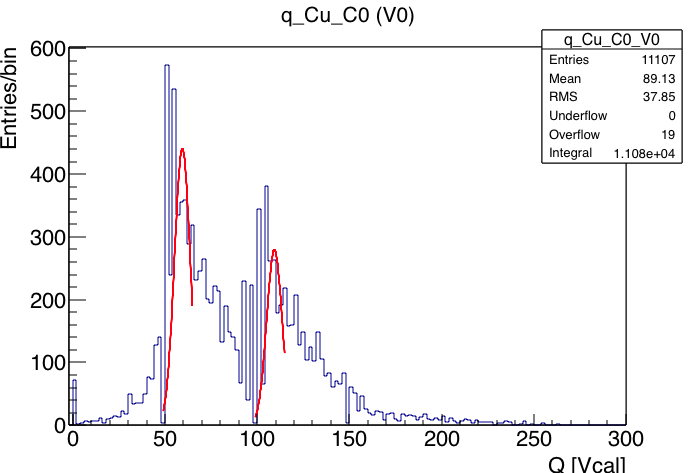 q_Cu_C0 (V0)
Entries/bin
q_Cu_C0_V0
Entries 11107
Mean 89.13
RMS 37.85
Underflow 0
Overflow 19
Integral 1.108e+04
600
500
400
300
200
100
0
0 50 100 150 200 250 300
Q [Vcal]